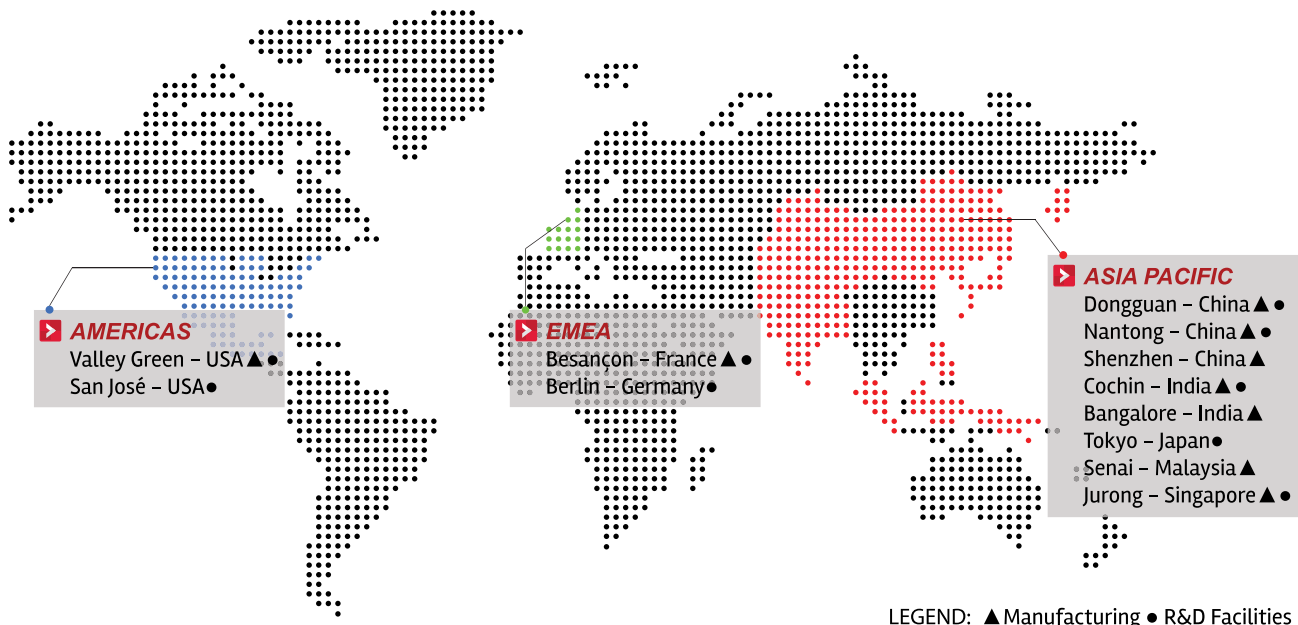 AMERICAS
Valley Green – USA ▲ ●
San José – USA ●
EMEA
Besançon – France ▲ ●
Berlin – Germany ●
ASIA PACIFIC
Dongguan – China ▲ ●
Nantong – China ▲ ●
Shenzhen – China ▲
Cochin – India ▲ ●
Bangalore – India ▲
Tokyo – Japan ●
Senai – Malaysia ▲
Jurong – Singapore ▲ ●
LEGEND: ▲ Manufacturing ● R&D Facilities